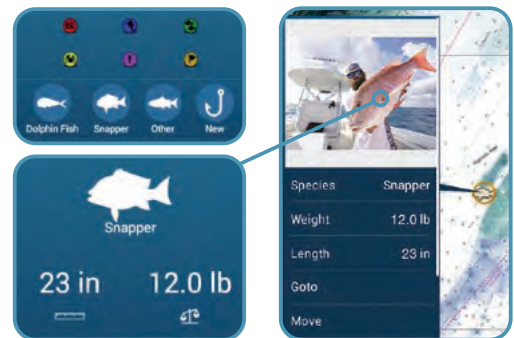 Dolphin Fish Snapper Other New
Snapper
23 in 12.0 lb
Species Snapper
Weight 12.0 lb
Length 23 in
Goto
Move